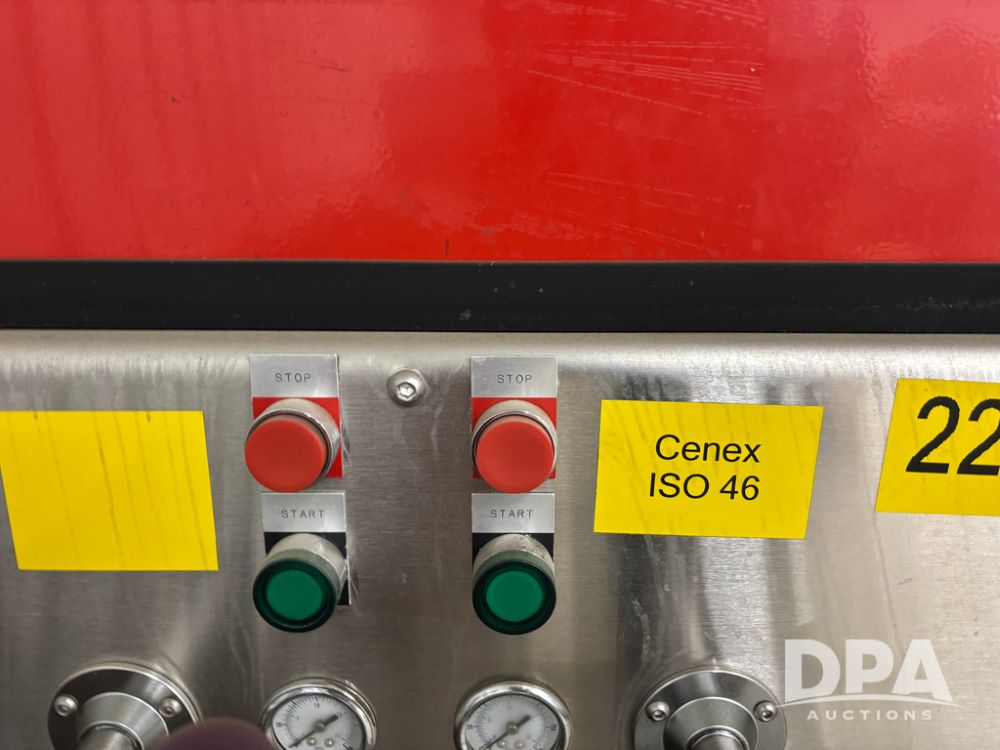 STOP
STOP
Cenex
ISO 46
22
START
START
DPA
AUCTIONS